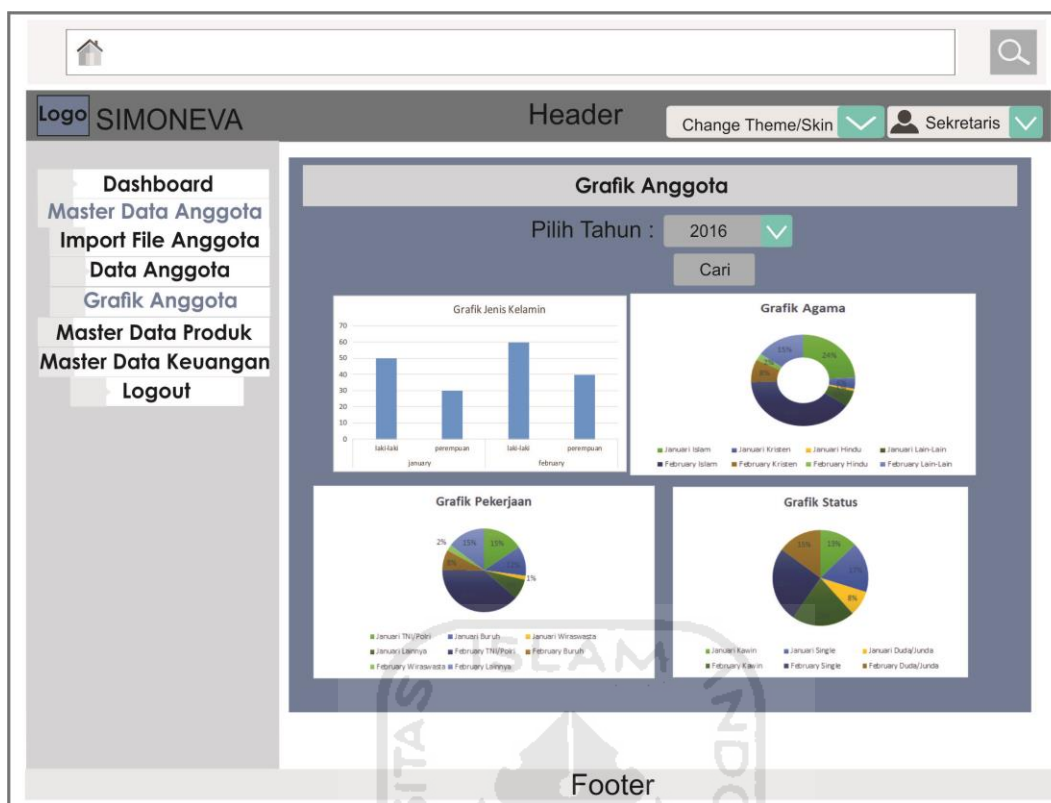 Logo SIMONEVA
Header
Change Theme/Skin
Sekretaris
Dashboard
Master Data Anggota
Import File Anggota
Data Anggota
Grafik Anggota
Master Data Produk
Master Data Keuangan
Logout
Grafik Anggota
Pilih Tahun : 2016
Cari
Grafik Jenis Kelamin
70
60
50
40
30
20
10
0
laki-laki perempuan laki-laki perempuan
january february
Grafik Agama
15% 24%
8%
Januari Islam Januari Kristen Januari Hindu Januari Lain-Lain
February Islam February Kristen February Hindu February Lain-Lain
Grafik Pekerjaan
2% 15% 15%
8%
1%
Januari TNI/Polri Januari Buruh Januari Wiraswasta
Januari Lainnya February TNI/Polri February Buruh
February Wiraswasta February Lainnya
Grafik Status
15% 13%
17%
8%
Januari Kawin Januari Single Januari Duda/Junda
February Kawin February Single February Duda/Junda
ISLAM
Footer